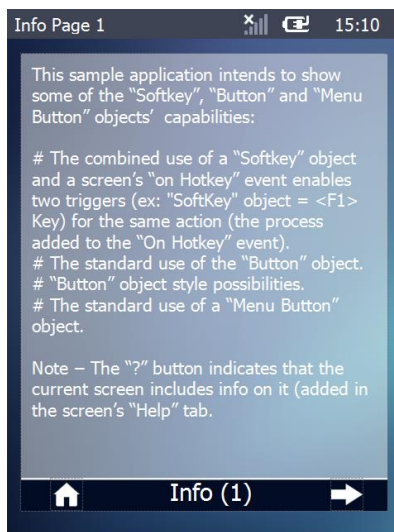 Info Page 1 15:10
This sample application intends to show
some of the “Softkey”, “Button” and “Menu
Button” objects’  capabilities:
# The combined use of a “Softkey” object
and a screen’s “on Hotkey” event enables
two triggers (ex: "SoftKey" object = <F1>
Key) for the same action (the process
added to the “On Hotkey” event).
# The standard use of the “Button” object.
# “Button” object style possibilities.
# The standard use of a “Menu Button”
object.
Note – The “?” button indicates that the
current screen includes info on it (added in
the screen’s “Help” tab.
Info (1)